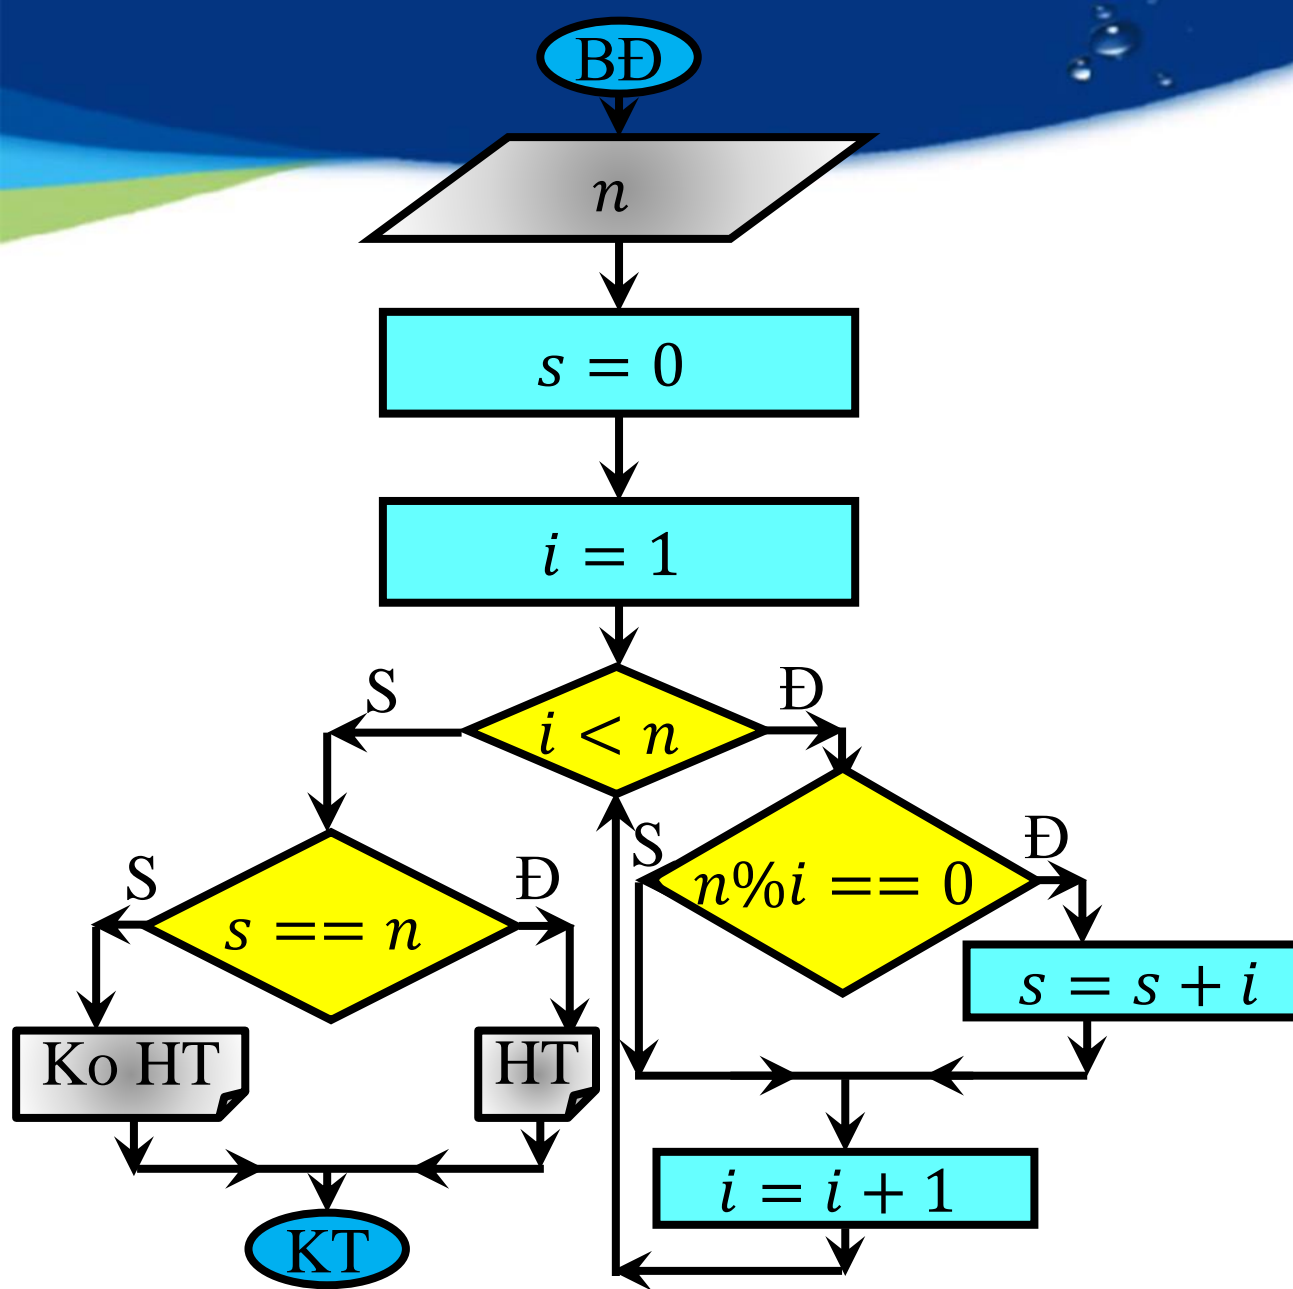 BĐ
n
s = 0
i = 1
S
Đ
i < n
S
Đ
n%i == 0
S
Đ
s == n
s = s + i
Ko HT
HT
i = i + 1
KT